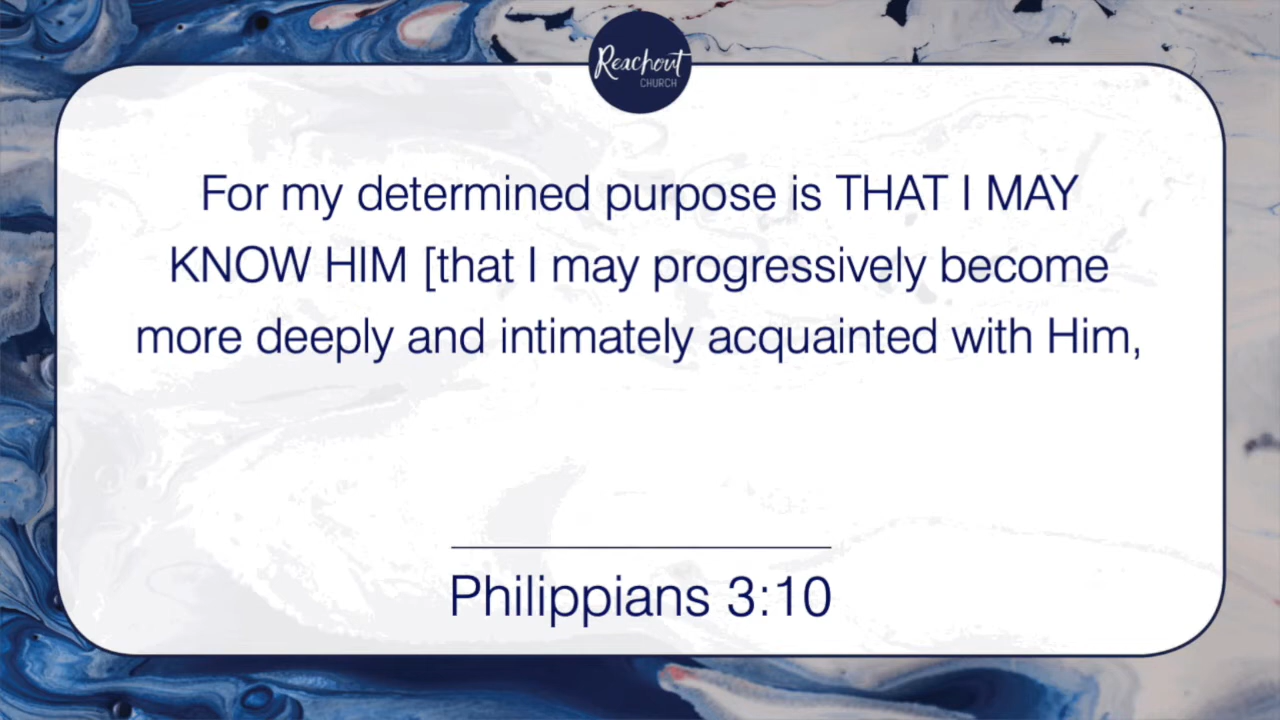 Reachout
CHURCH
For my determined purpose is THAT I MAY
KNOW HIM [that I may progressively become
more deeply and intimately acquainted with Him,
Philippians 3:10